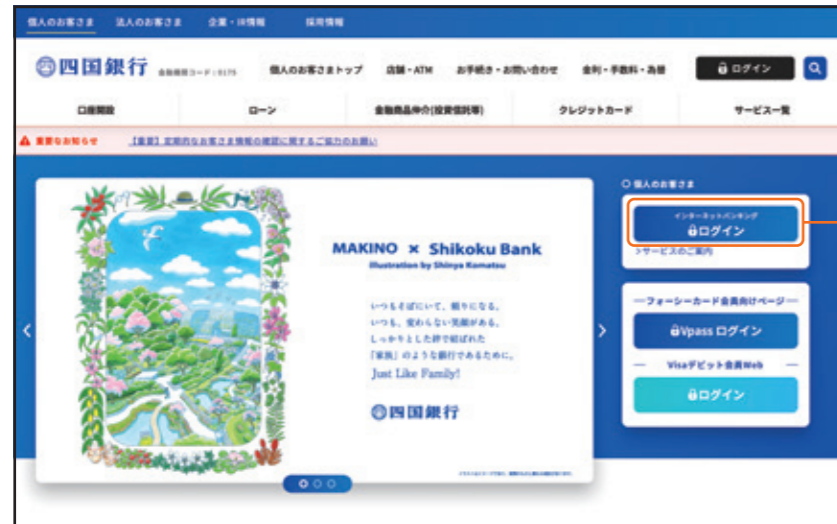 個人のお客さま 法人のお客さま 企業・IR情報 採用情報
四国銀行 金融機関コード：0175 個人のお客さまトップ 店舗・ATM お手続き・お問い合わせ 金利・手数料・為替 ログイン
口座開設 ローン 金融商品仲介(投資信託等) クレジットカード サービス一覧
重要なお知らせ 【重要】定期的なお客さま情報の確認に関するご協力のお願い
個人のお客さま
インターネットバンキング
ログイン
>サービスのご案内
MAKINO × Shikoku Bank
Illustration by Shinya Komatsu
いつもそばにいて、頼りになる。
いつも、変わらない笑顔がある。
しっかりとした絆で結ばれた
「家族」のような銀行であるために。
Just Like Family!
四国銀行
フォーシーカード会員向けページ
Vpass ログイン
Visaデビット会員Web
ログイン